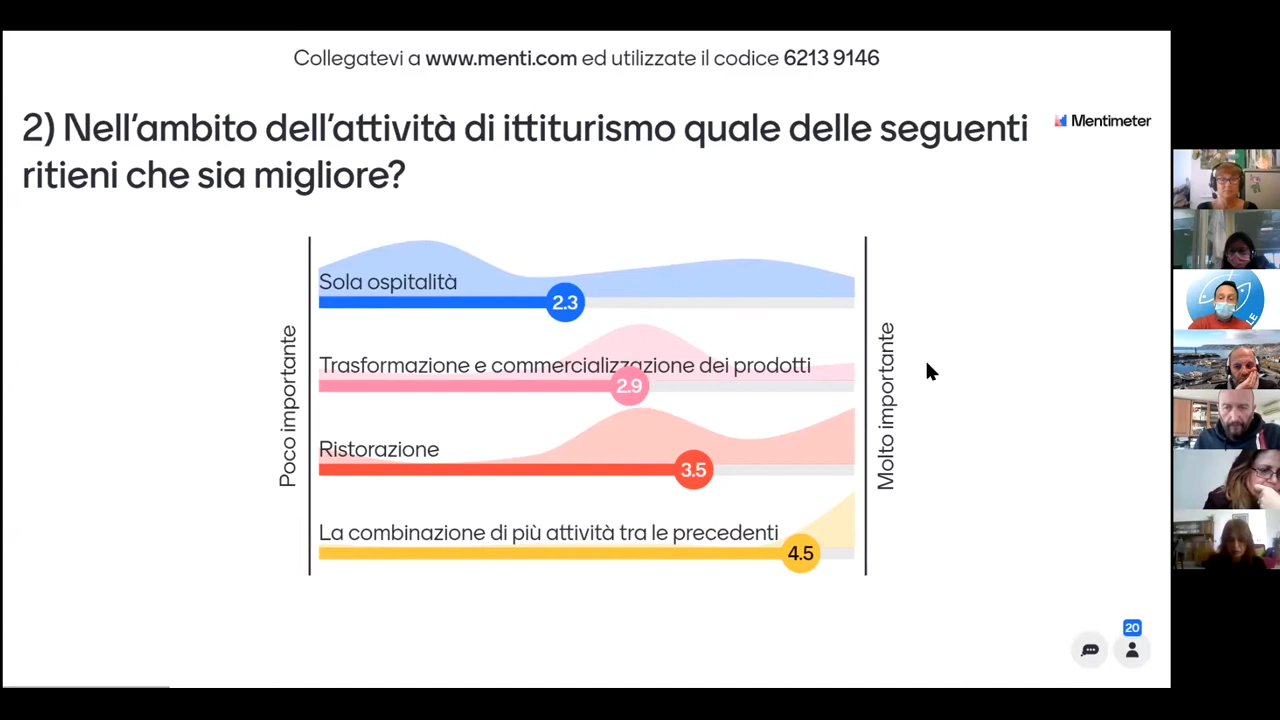 Collegatevi a www.menti.com ed utilizzate il codice 6213 9146
2) Nell'ambito dell'attività di ittiturismo quale delle seguenti
ritieni che sia migliore?
Mentimeter
Poco importante
Sola ospitalità
2.3
Trasformazione e commercializzazione dei prodotti
2.9
Ristorazione
3.5
La combinazione di più attività tra le precedenti
4.5
Molto importante
20
LE